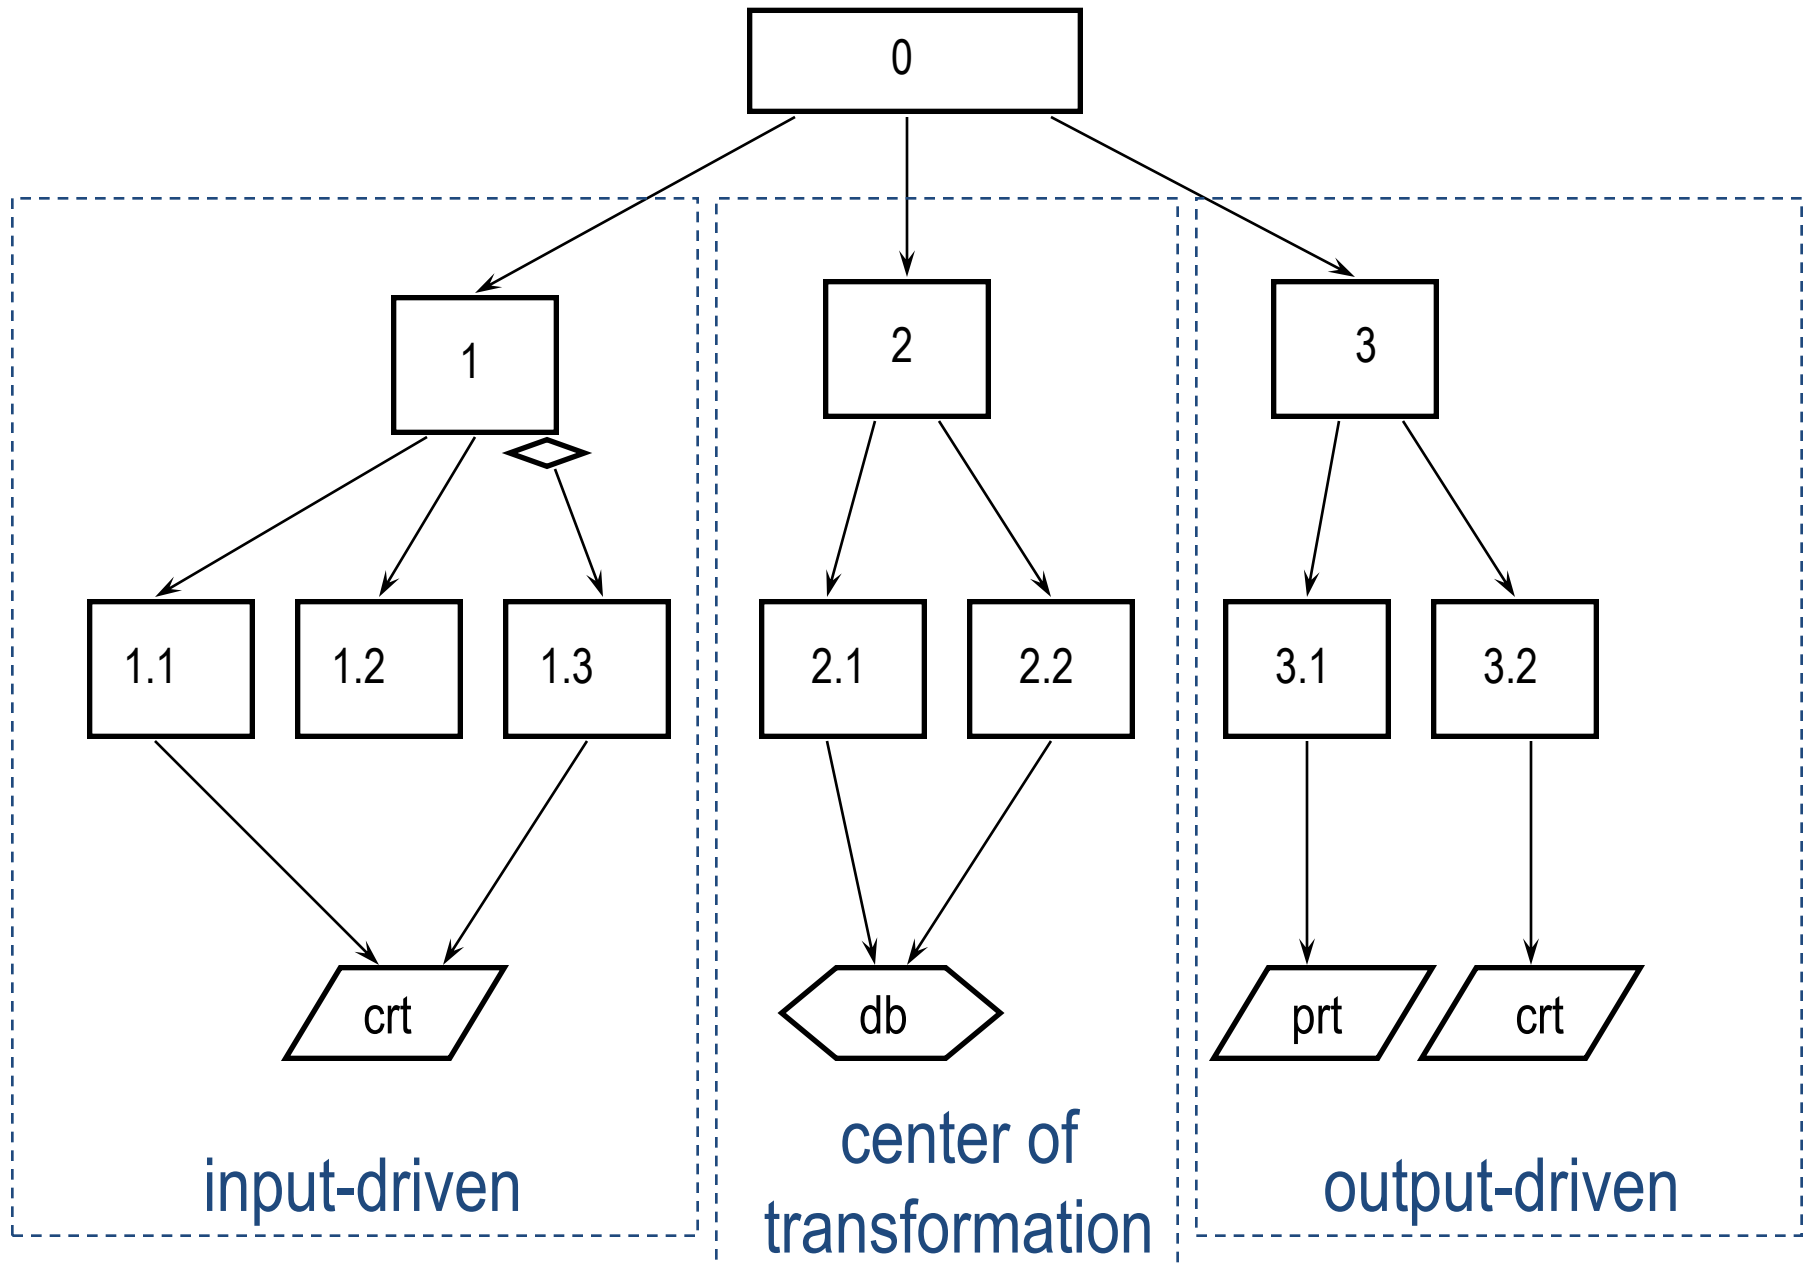 0
1
2
3
1.1
1.2
1.3
2.1
2.2
3.1
3.2
crt
db
prt
crt
input-driven
center of
transformation
output-driven